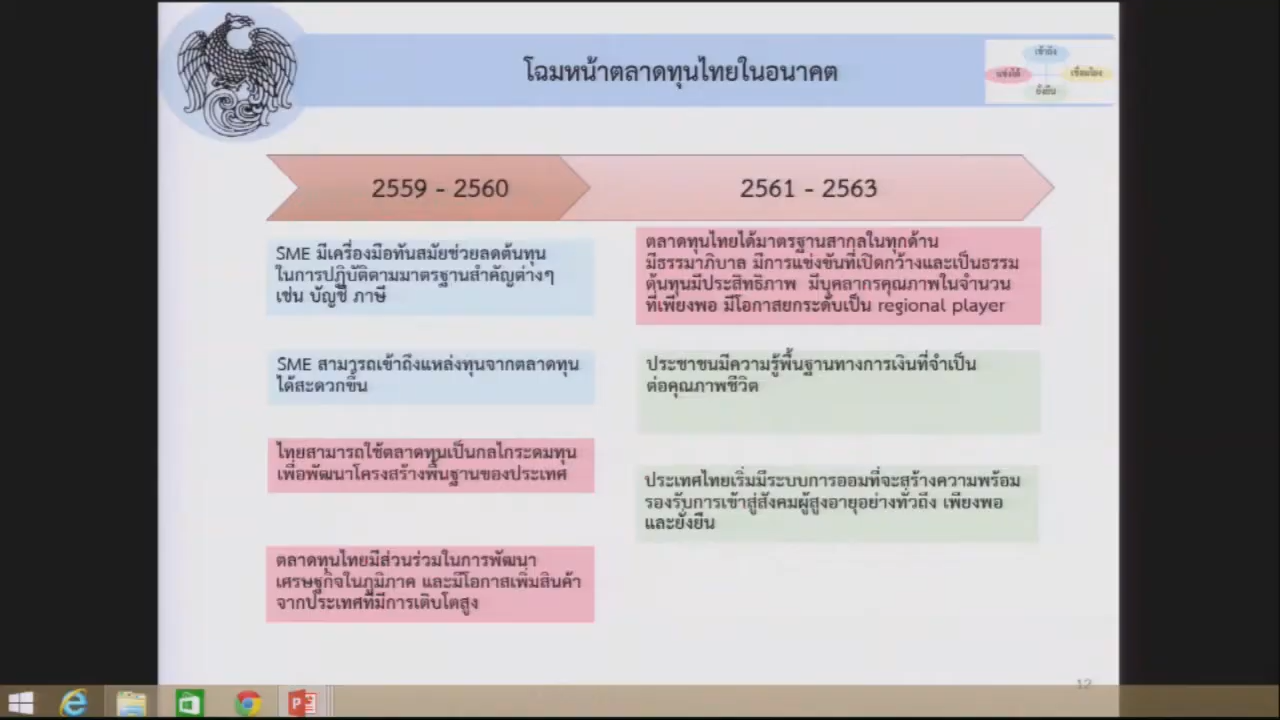 โฉมหน้าตลาดทุนไทยในอนาคต
เข้าถึง
แข่งได้
เชื่อมโยง
ยั่งยืน
2559 - 2560
2561 - 2563
SME มีเครื่องมือทันสมัยช่วยลดต้นทุน
ในการปฏิบัติตามมาตรฐานสำคัญต่างๆ
เช่น บัญชี ภาษี
SME สามารถเข้าถึงแหล่งทุนจากตลาดทุน
ได้สะดวกขึ้น
ไทยสามารถใช้ตลาดทุนเป็นกลไกระดมทุน
เพื่อพัฒนาโครงสร้างพื้นฐานของประเทศ
ตลาดทุนไทยมีส่วนร่วมในการพัฒนา
เศรษฐกิจในภูมิภาค และมีโอกาสเพิ่มสินค้า
จากประเทศที่มีการเติบโตสูง
ตลาดทุนไทยได้มาตรฐานสากลในทุกด้าน
มีธรรมาภิบาล มีการแข่งขันที่เปิดกว้างและเป็นธรรม
ต้นทุนมีประสิทธิภาพ มีบุคลากรคุณภาพในจำนวน
ที่เพียงพอ มีโอกาสยกระดับเป็น regional player
ประชาชนมีความรู้พื้นฐานทางการเงินที่จำเป็น
ต่อคุณภาพชีวิต
ประเทศไทยเริ่มมีระบบการออมที่จะสร้างความพร้อม
รองรับการเข้าสู่สังคมผู้สูงอายุอย่างทั่วถึง เพียงพอ
และยั่งยืน
12